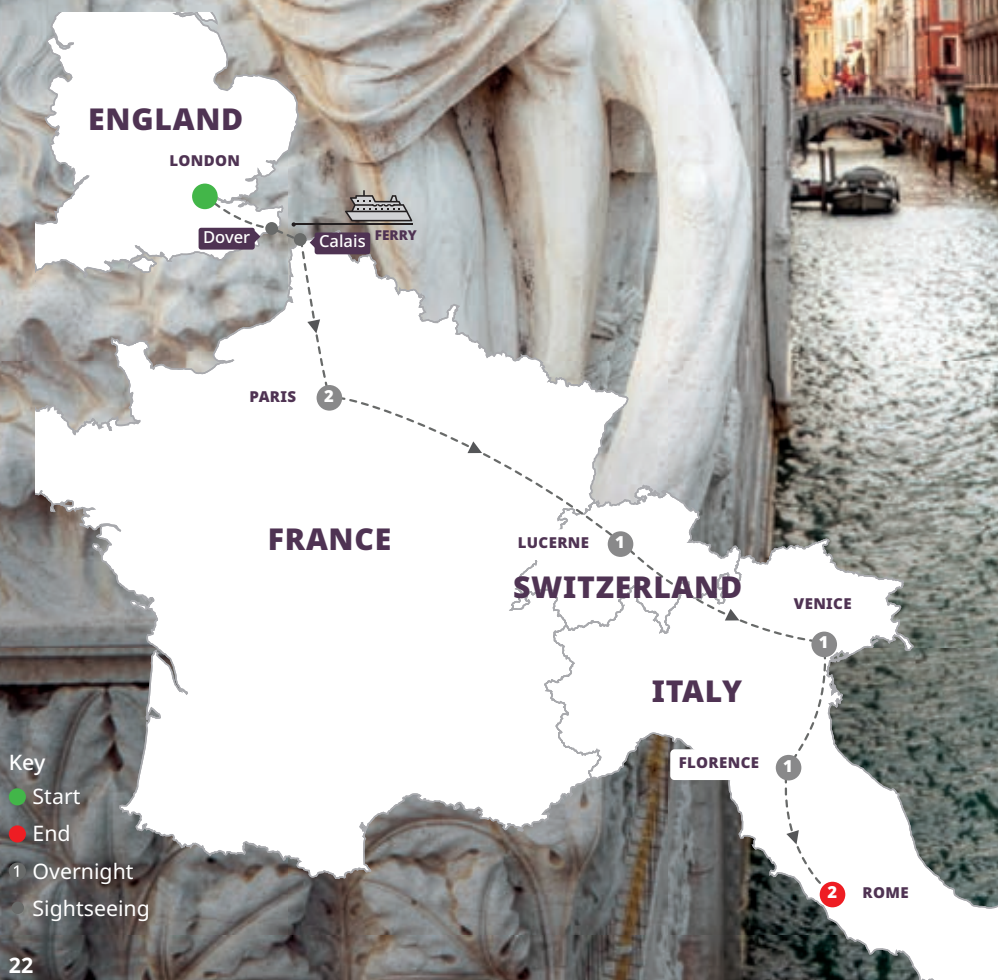 ENGLAND
LONDON
Dover
Calais
FERRY
PARIS
2
FRANCE
LUCERNE
1
SWITZERLAND
VENICE
1
ITALY
FLORENCE
1
2
ROME
Key
Start
End
1 Overnight
Sightseeing
22